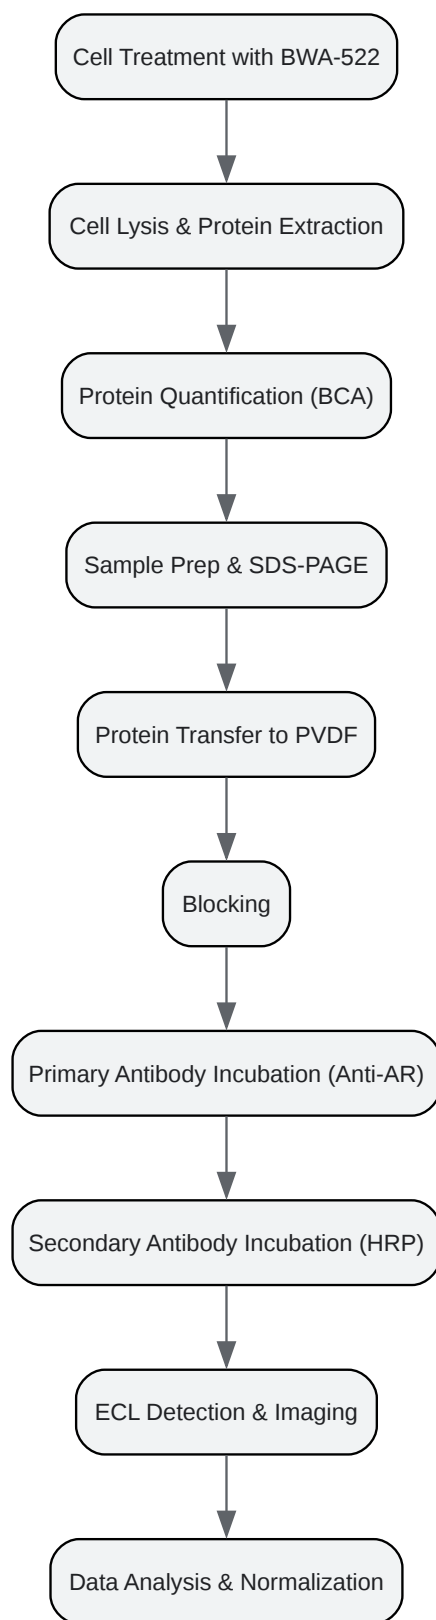 Cell Treatment with BWA-522
Cell Lysis & Protein Extraction
Protein Quantification (BCA)
Sample Prep & SDS-PAGE
Protein Transfer to PVDF
Blocking
Primary Antibody Incubation (Anti-AR)
Secondary Antibody Incubation (HRP)
ECL Detection & Imaging
Data Analysis & Normalization